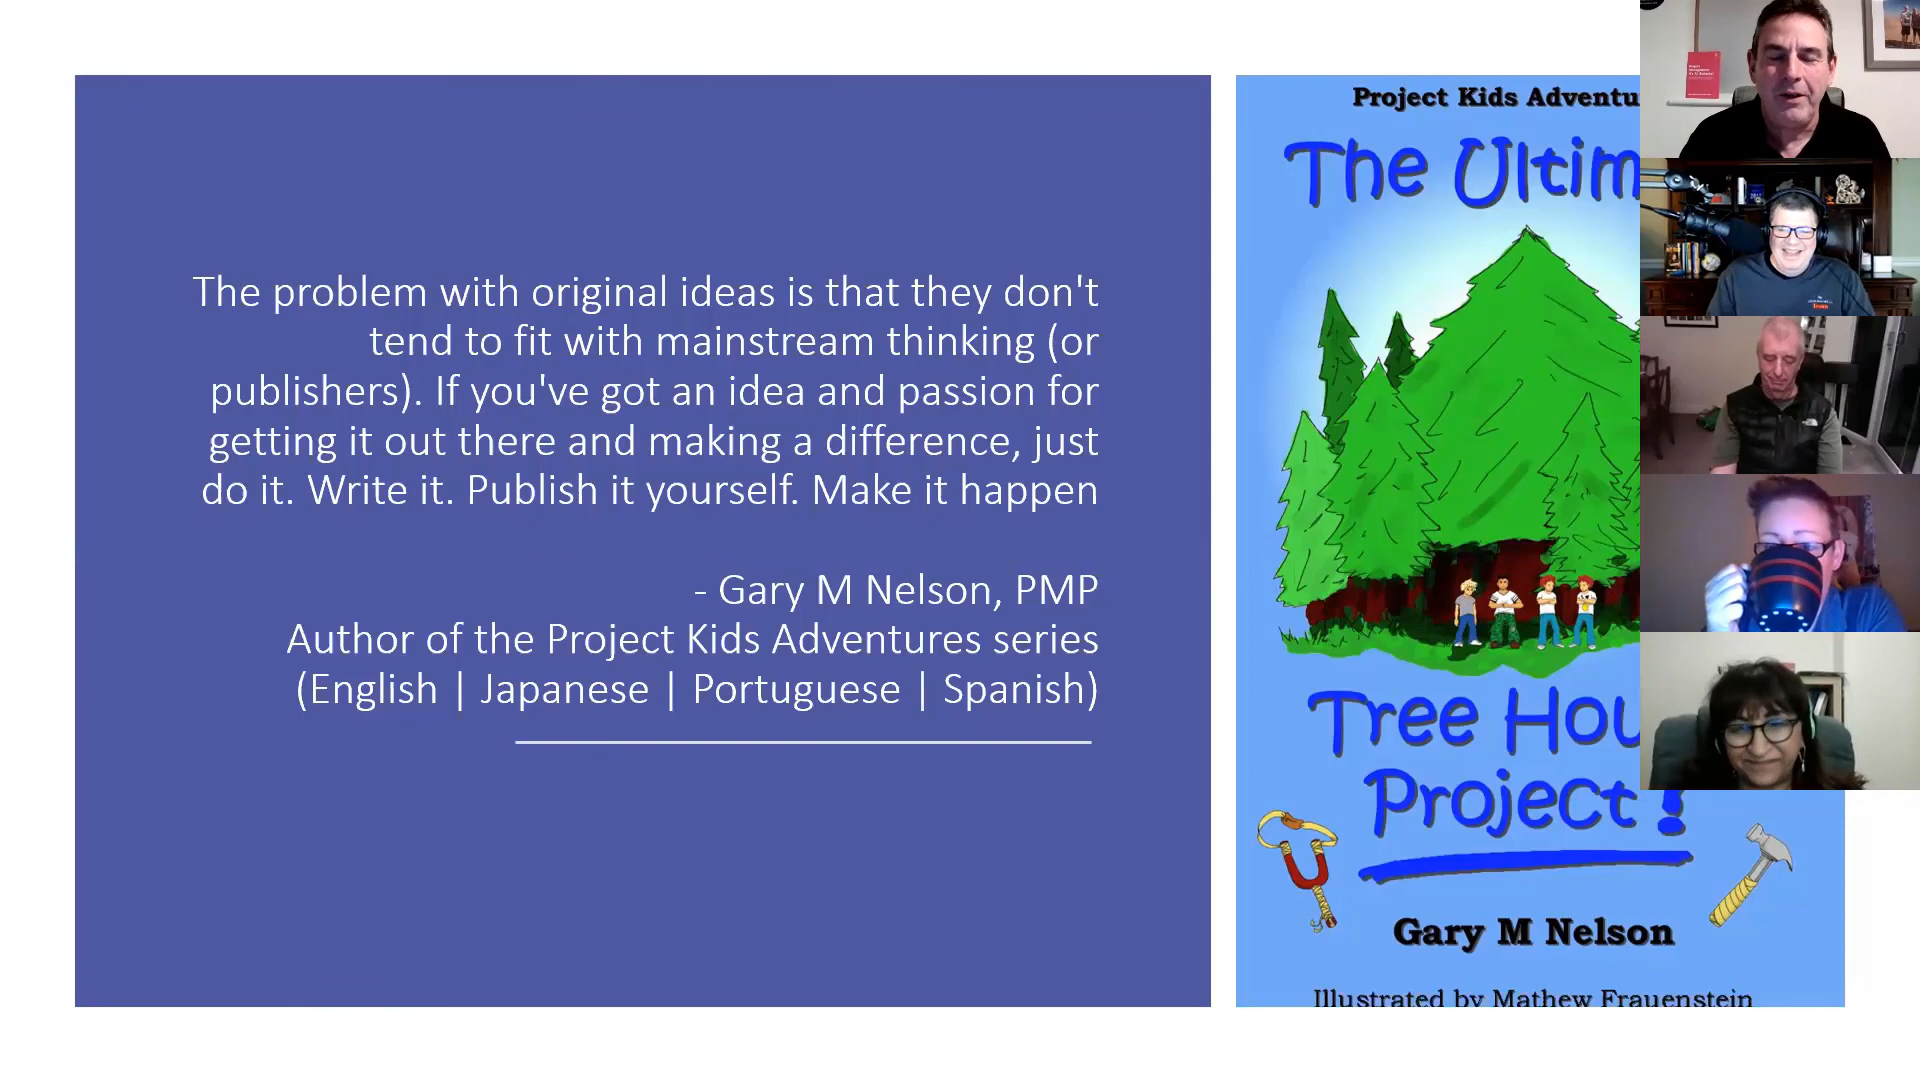 The problem with original ideas is that they don't
tend to fit with mainstream thinking (or
publishers). If you've got an idea and passion for
getting it out there and making a difference, just
do it. Write it. Publish it yourself. Make it happen
- Gary M Nelson, PMP
Author of the Project Kids Adventures series
(English | Japanese | Portuguese | Spanish)
Project Kids Adventu
The Ultim
Tree Hou
Project!
Gary M Nelson
Illustrated by Mathew Frauenstein